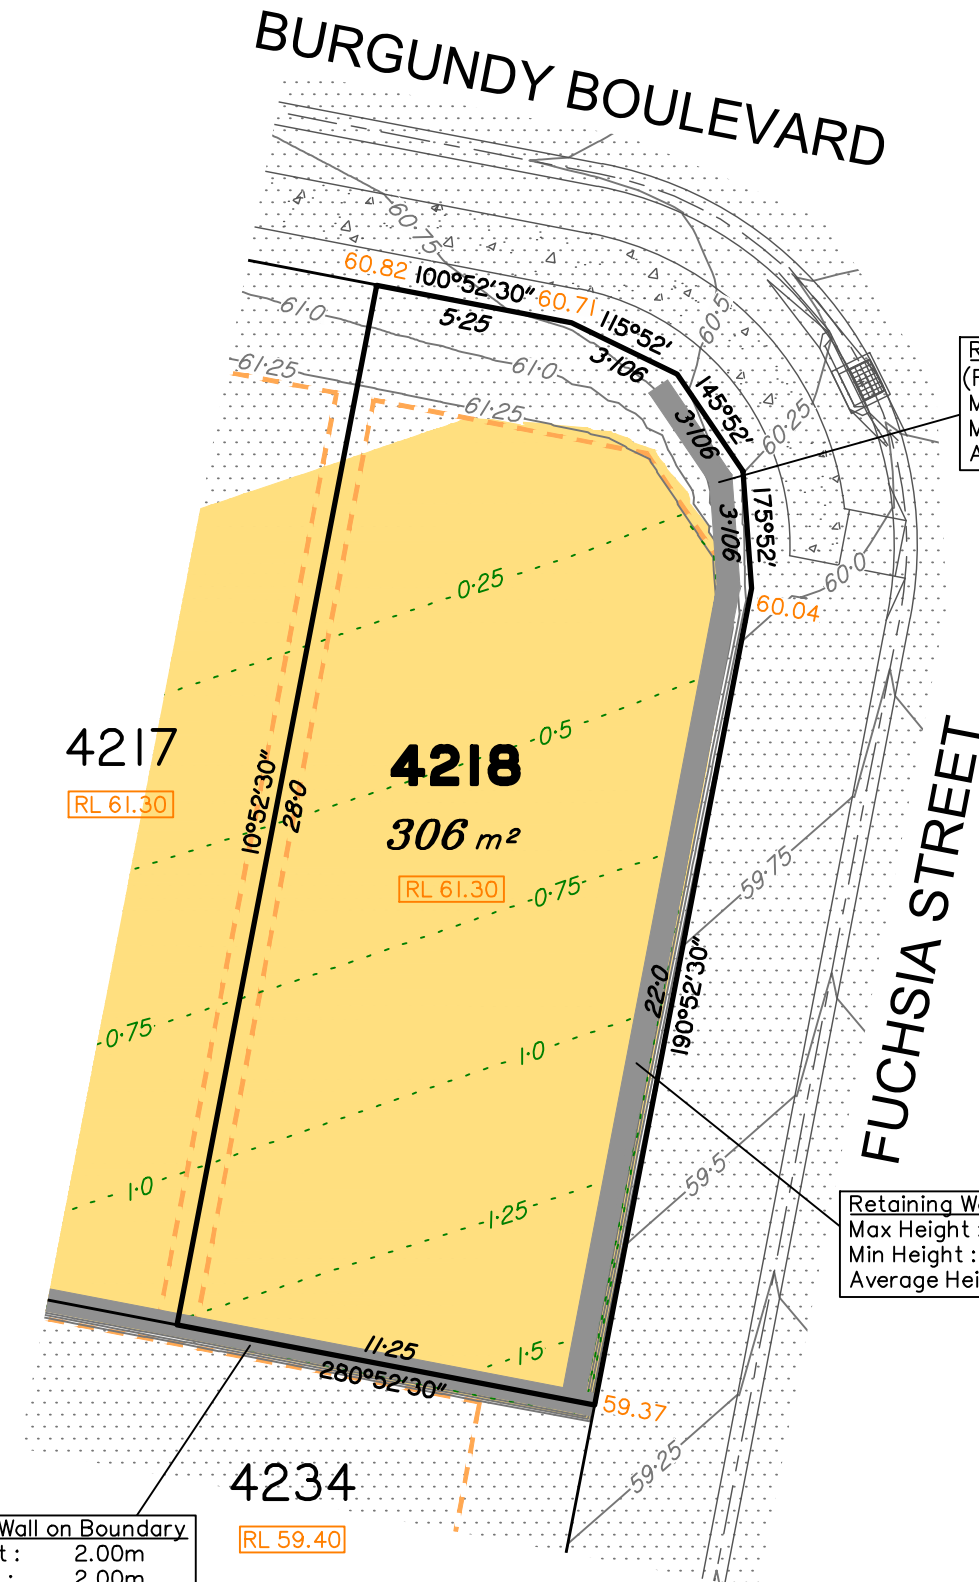 BURGUNDY BOULEVARD
60.75
60.82
100°52'30"
60.71
115°52'
5·25
3·106
61·0
61·0
60·5
61·25
61·25
145°52'
3·106
60·25
R
(F
M
M
A
175°52'
3·106
60·0
60.04
0·25
0·5
4217
RL 61.30
4218
306 m²
RL 61.30
10°52'30"
28·0
0·75
59·75
FUCHSIA STREET
22·0
190°52'30"
0·75
1·0
1·0
59·5
1·25
Retaining W
Max Height :
Min Height :
Average Hei
11·25
280°52'30"
1·5
59.37
59·25
4234
RL 59.40
Wall on Boundary
t : 2.00m
: 2.00m